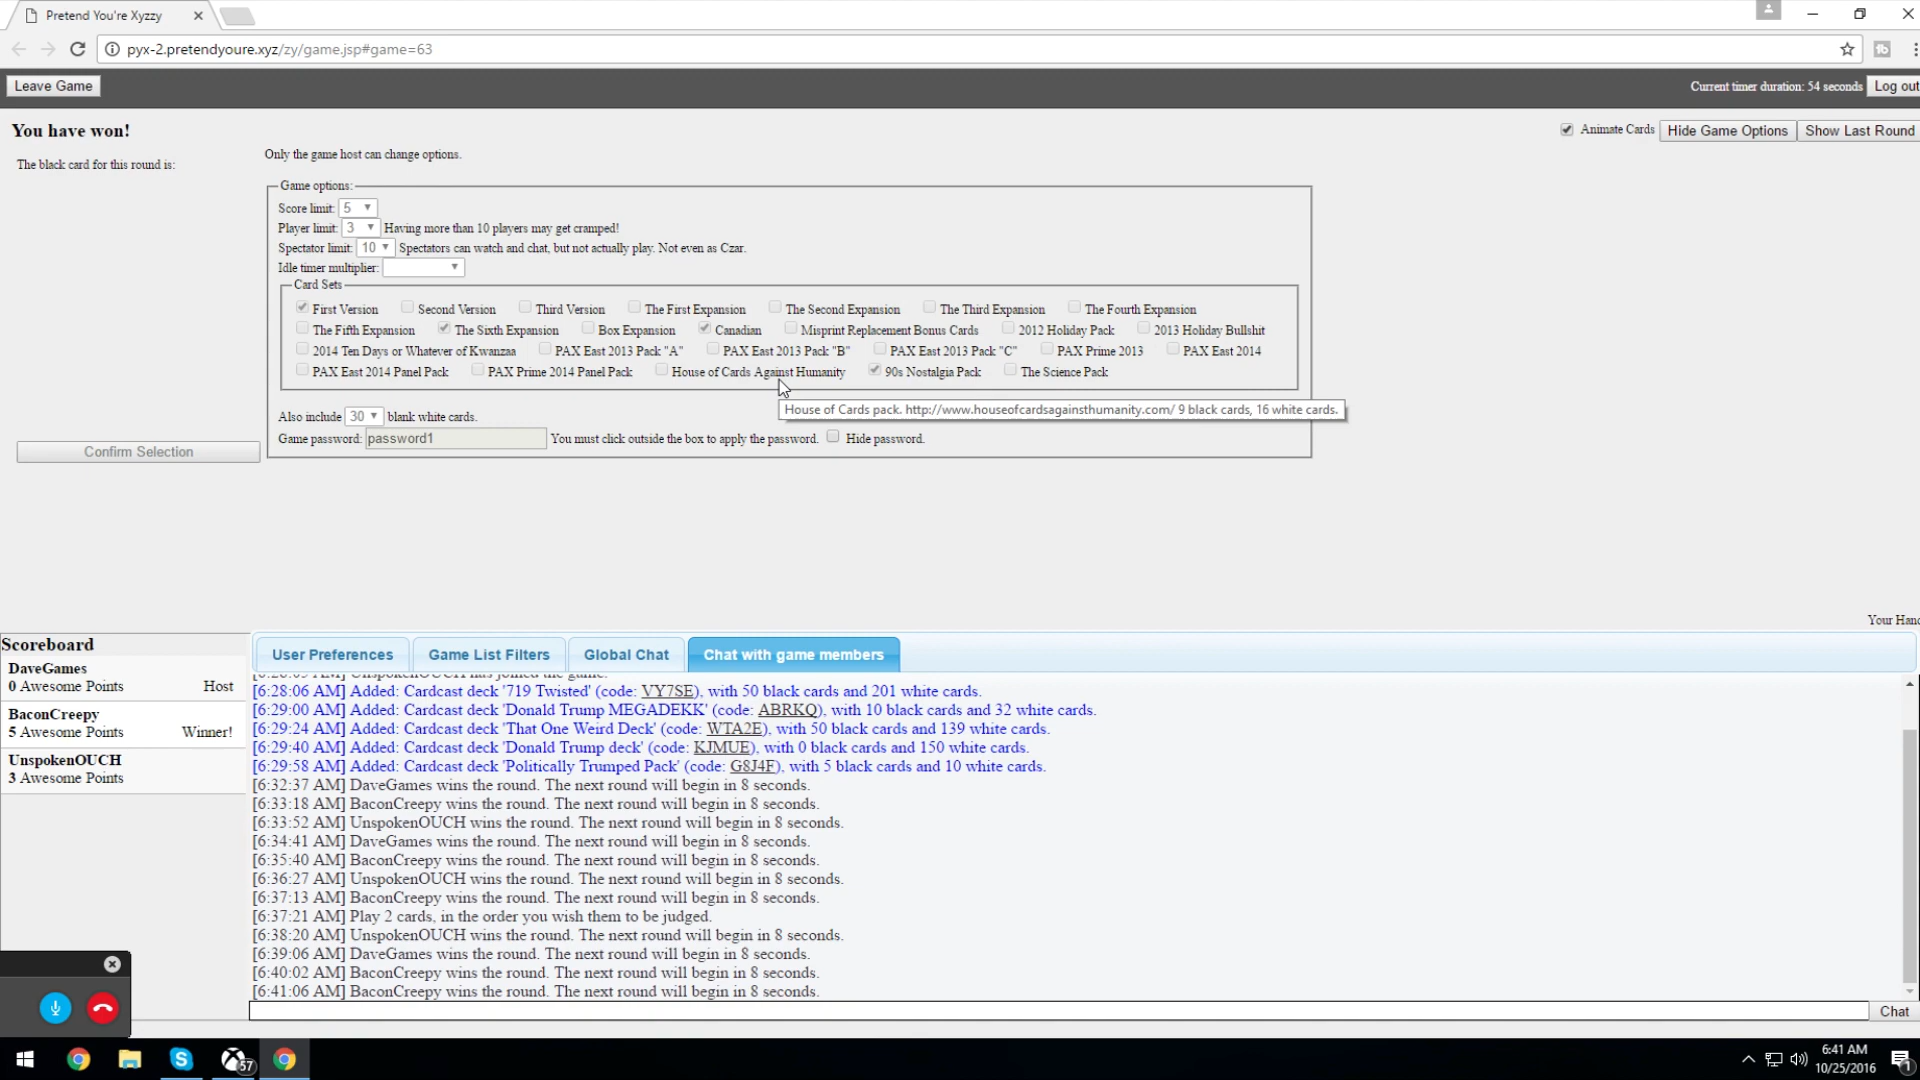 Pretend You're Xyzzy
pyx-2.pretendyoure.xyz/zy/game.jsp#game=63
Leave Game
Current timer duration: 54 seconds
Log out
You have won!
Animate Cards
Hide Game Options
Show Last Round
The black card for this round is:
Only the game host can change options.
Game options:
Score limit: 5
Player limit: 3 Having more than 10 players may get cramped!
Spectator limit: 10 Spectators can watch and chat, but not actually play. Not even as Czar.
Idle timer multiplier:
Card Sets
First Version Second Version Third Version The First Expansion The Second Expansion The Third Expansion The Fourth Expansion
The Fifth Expansion The Sixth Expansion Box Expansion Canadian Misprint Replacement Bonus Cards 2012 Holiday Pack 2013 Holiday Bullshit
2014 Ten Days or Whatever of Kwanzaa PAX East 2013 Pack "A" PAX East 2013 Pack "B" PAX East 2013 Pack "C" PAX Prime 2013 PAX East 2014
PAX East 2014 Panel Pack PAX Prime 2014 Panel Pack House of Cards Against Humanity 90s Nostalgia Pack The Science Pack
House of Cards pack. http://www.houseofcardsagainsthumanity.com/ 9 black cards, 16 white cards.
Also include 30 blank white cards.
Game password: password1 You must click outside the box to apply the password. Hide password.
Confirm Selection
Your Hand
Scoreboard
DaveGames
0 Awesome Points Host
BaconCreepy
5 Awesome Points Winner!
UnspokenOUCH
3 Awesome Points
User Preferences
Game List Filters
Global Chat
Chat with game members
[6:28:05 AM] UnspokenOUCH has joined the game.
[6:28:06 AM] Added: Cardcast deck '719 Twisted' (code: VY7SE), with 50 black cards and 201 white cards.
[6:29:00 AM] Added: Cardcast deck 'Donald Trump MEGADEKK' (code: ABRKQ), with 10 black cards and 32 white cards.
[6:29:24 AM] Added: Cardcast deck 'That One Weird Deck' (code: WTA2E), with 50 black cards and 139 white cards.
[6:29:40 AM] Added: Cardcast deck 'Donald Trump deck' (code: KJMUE), with 0 black cards and 150 white cards.
[6:29:58 AM] Added: Cardcast deck 'Politically Trumped Pack' (code: G8J4F), with 5 black cards and 10 white cards.
[6:32:37 AM] DaveGames wins the round. The next round will begin in 8 seconds.
[6:33:18 AM] BaconCreepy wins the round. The next round will begin in 8 seconds.
[6:33:52 AM] UnspokenOUCH wins the round. The next round will begin in 8 seconds.
[6:34:41 AM] DaveGames wins the round. The next round will begin in 8 seconds.
[6:35:40 AM] BaconCreepy wins the round. The next round will begin in 8 seconds.
[6:36:27 AM] UnspokenOUCH wins the round. The next round will begin in 8 seconds.
[6:37:13 AM] BaconCreepy wins the round. The next round will begin in 8 seconds.
[6:37:21 AM] Play 2 cards, in the order you wish them to be judged.
[6:38:20 AM] UnspokenOUCH wins the round. The next round will begin in 8 seconds.
[6:39:06 AM] DaveGames wins the round. The next round will begin in 8 seconds.
[6:40:02 AM] BaconCreepy wins the round. The next round will begin in 8 seconds.
[6:41:06 AM] BaconCreepy wins the round. The next round will begin in 8 seconds.
Chat
57
6:41 AM
10/25/2016
1